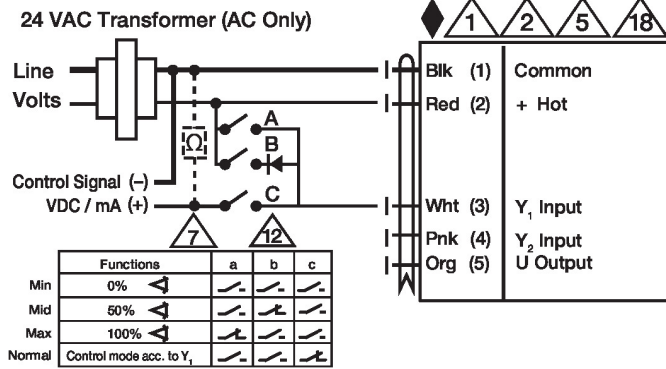 24 VAC Transformer (AC Only)
1 2 5 18
Line
Volts
Blk (1) Common
Red (2) + Hot
A
Ω
B
Control Signal (–)
VDC / mA (+)
C
Wht (3) Y1 Input
Pnk (4) Y2 Input
Org (5) U Output
7 12
Functions a b c
Min 0%
Mid 50%
Max 100%
Normal Control mode acc. to Y1